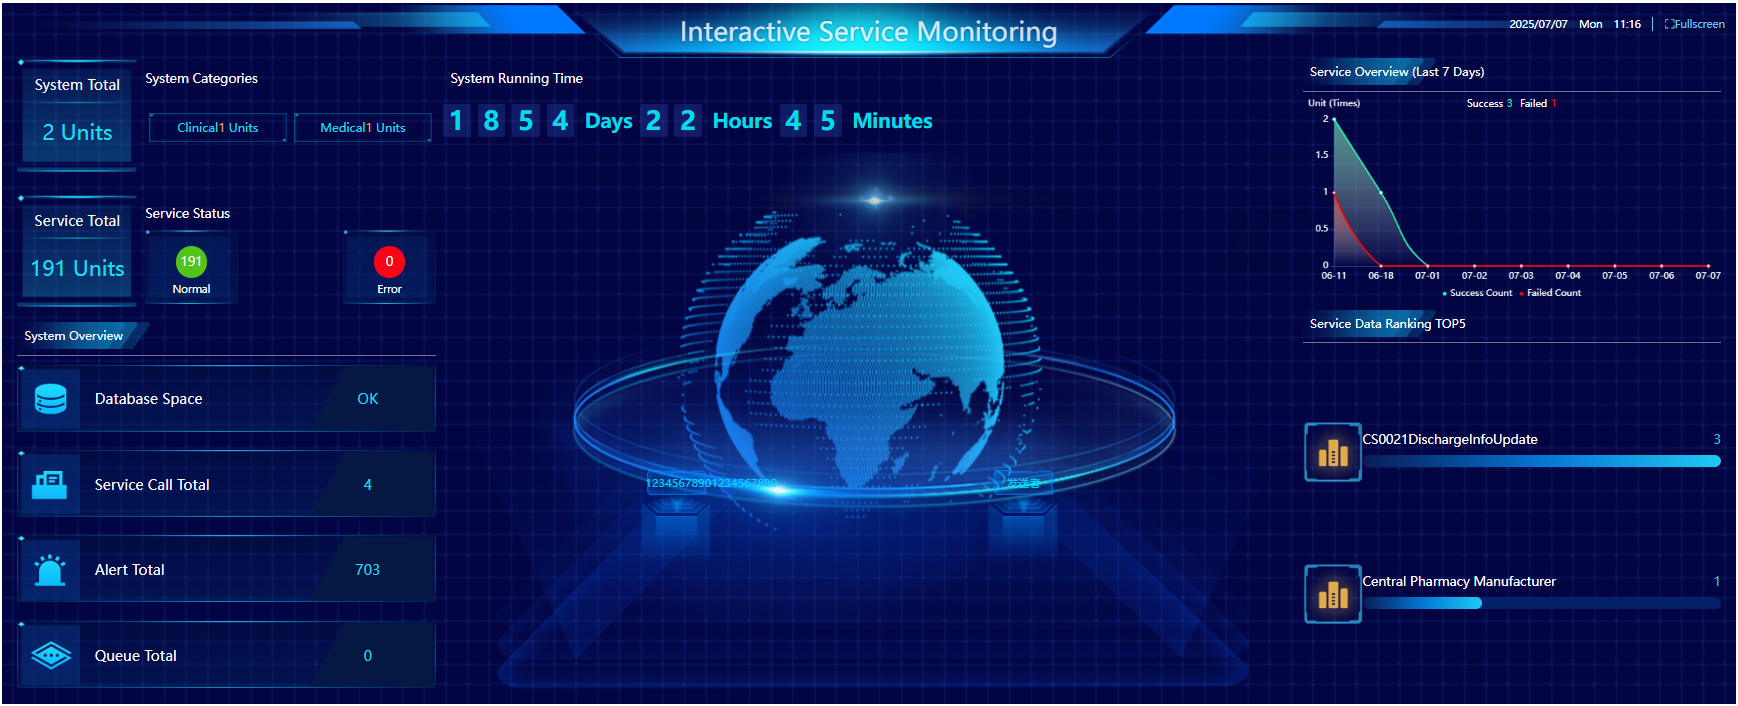 Interactive Service Monitoring
2025/07/07 Mon 11:16 Fullscreen
System Total
2 Units
System Categories
Clinical1 Units
Medical1 Units
System Running Time
1 8 5 4 Days 2 2 Hours 4 5 Minutes
Service Total
191 Units
Service Status
191
Normal
0
Error
System Overview
Database Space OK
Service Call Total 4
Alert Total 703
Queue Total 0
12345678901234567890
发送者
Service Overview (Last 7 Days)
Unit (Times)
Success 3 Failed 1
2
1.5
1
0.5
0
06-11 06-18 07-01 07-02 07-03 07-04 07-05 07-06 07-07
Success Count Failed Count
Service Data Ranking TOP5
CS0021DischargeInfoUpdate 3
Central Pharmacy Manufacturer 1